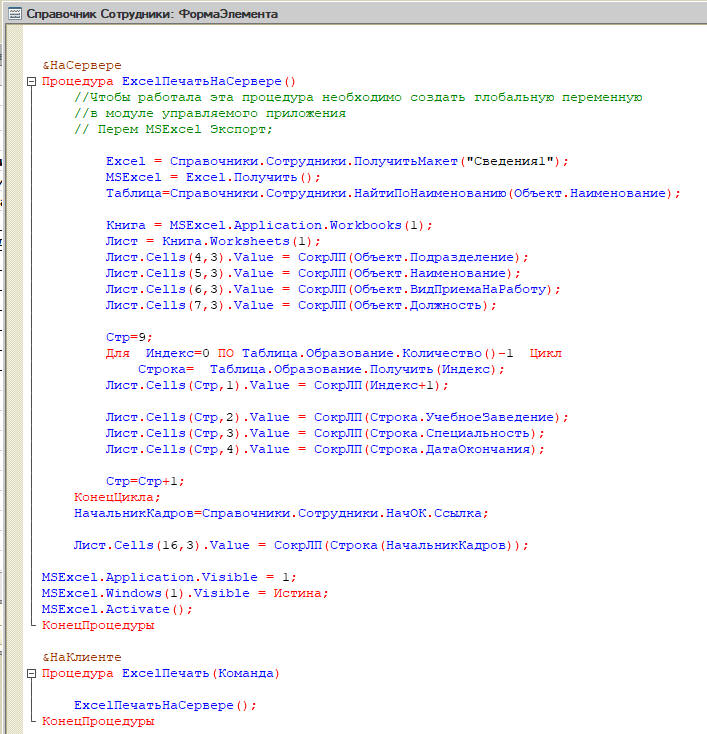 Справочник Сотрудники: ФормаЭлемента
&НаСервере
Процедура ExcelПечатьНаСервере()
//Чтобы работала эта процедура необходимо создать глобальную переменную
//в модуле управляемого приложения
// Перем MSExcel Экспорт;
Excel = Справочники.Сотрудники.ПолучитьМакет("Сведения1");
MSExcel = Excel.Получить();
Таблица=Справочники.Сотрудники.НайтиПоНаименованию(Объект.Наименование);
Книга = MSExcel.Application.Workbooks(1);
Лист = Книга.Worksheets(1);
Лист.Cells(4,3).Value = СокрЛП(Объект.Подразделение);
Лист.Cells(5,3).Value = СокрЛП(Объект.Наименование);
Лист.Cells(6,3).Value = СокрЛП(Объект.ВидПриемаНаРаботу);
Лист.Cells(7,3).Value = СокрЛП(Объект.Должность);
Стр=9;
Для  Индекс=0 ПО Таблица.Образование.Количество()-1  Цикл
Строка=  Таблица.Образование.Получить(Индекс);
Лист.Cells(Стр,1).Value = СокрЛП(Индекс+1);
Лист.Cells(Стр,2).Value = СокрЛП(Строка.УчебноеЗаведение);
Лист.Cells(Стр,3).Value = СокрЛП(Строка.Специальность);
Лист.Cells(Стр,4).Value = СокрЛП(Строка.ДатаОкончания);
Стр=Стр+1;
КонецЦикла;
НачальникКадров=Справочники.Сотрудники.НачОК.Ссылка;
Лист.Cells(16,3).Value = СокрЛП(Строка(НачальникКадров));
MSExcel.Application.Visible = 1;
MSExcel.Windows(1).Visible = Истина;
MSExcel.Activate();
КонецПроцедуры
&НаКлиенте
Процедура ExcelПечать(Команда)
ExcelПечатьНаСервере();
КонецПроцедуры